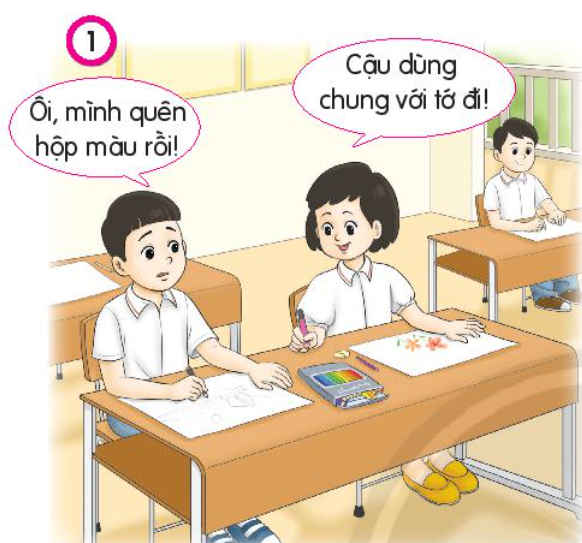 1
Ôi, mình quên
hộp màu rồi!
Cậu dùng
chung với tớ đi!